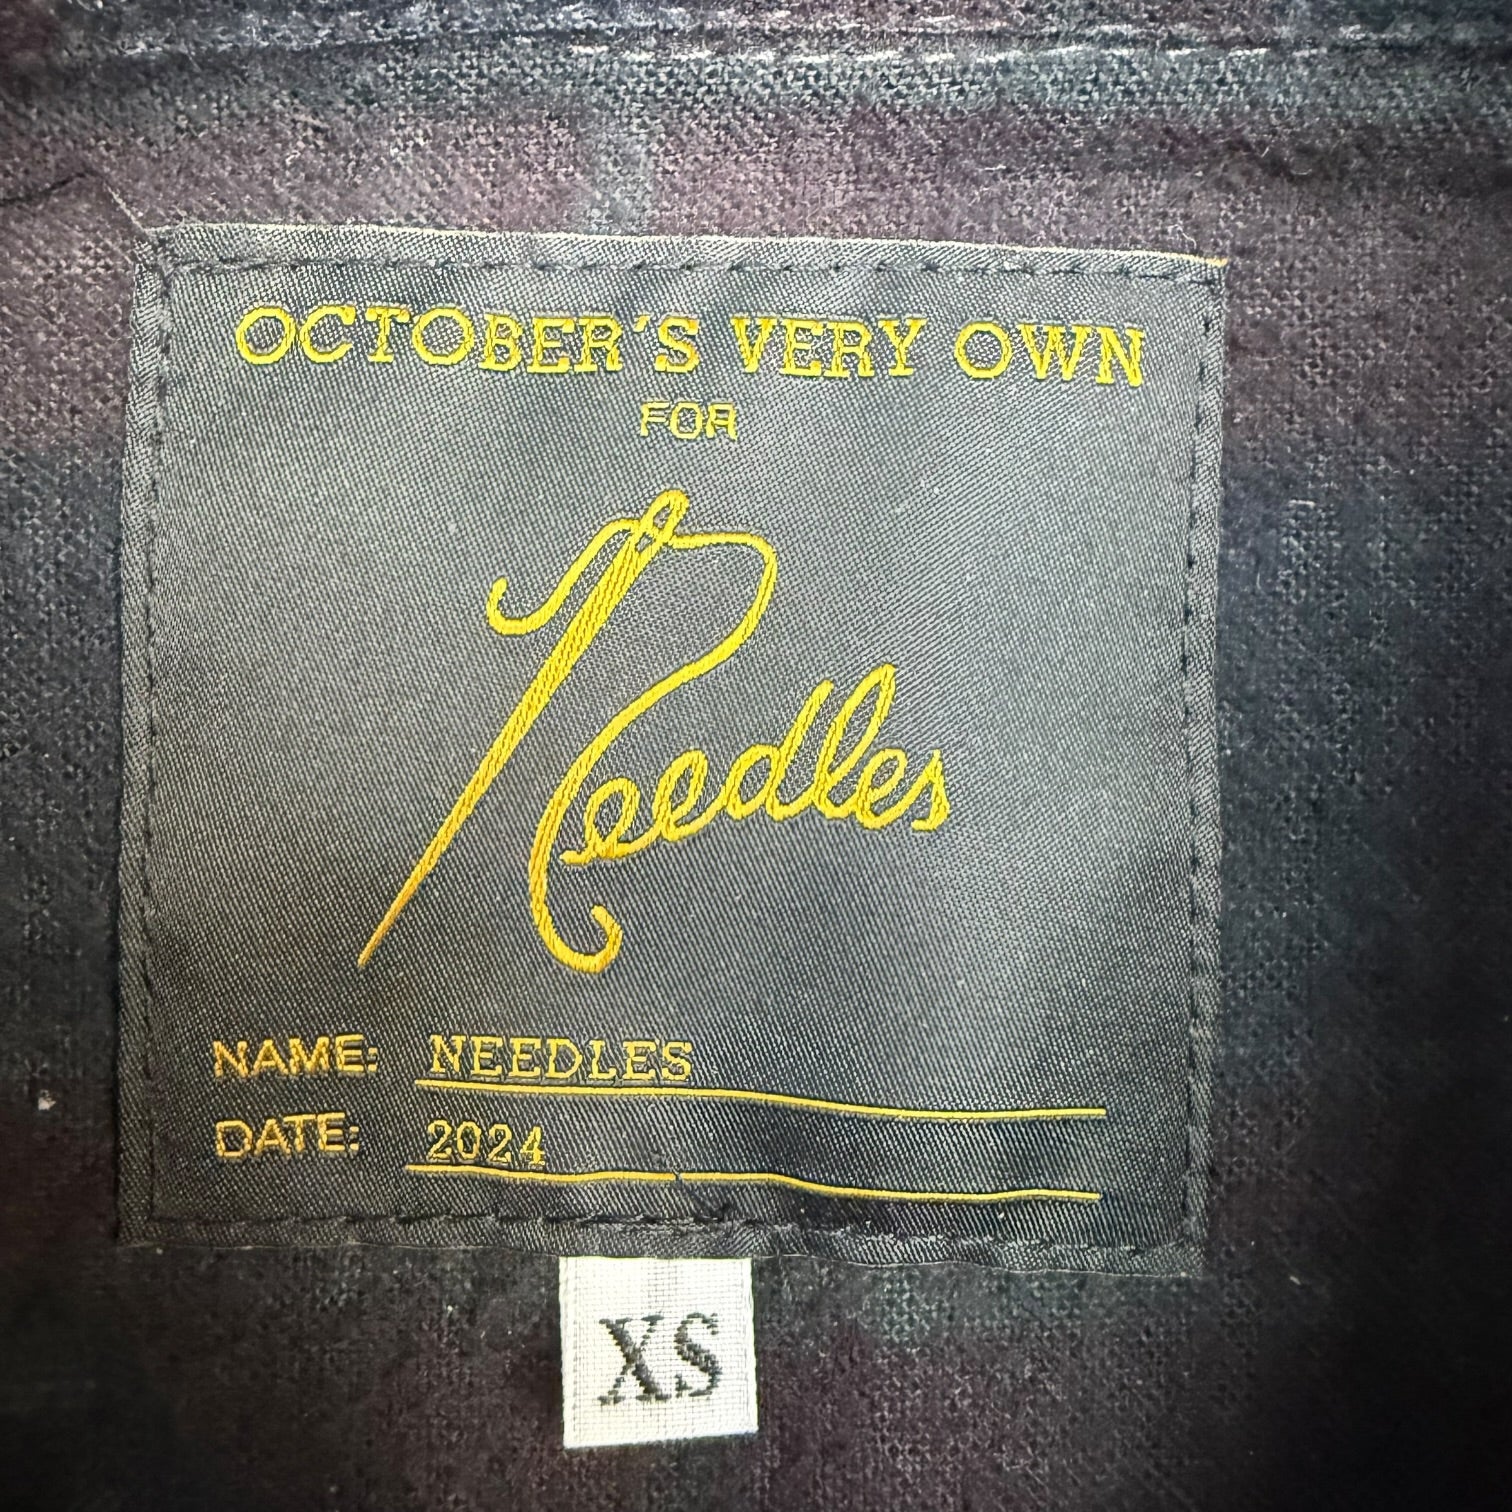 OCTOBER'S VERY OWN
FOR
Needles
NAME: NEEDLES
DATE: 2024
XS